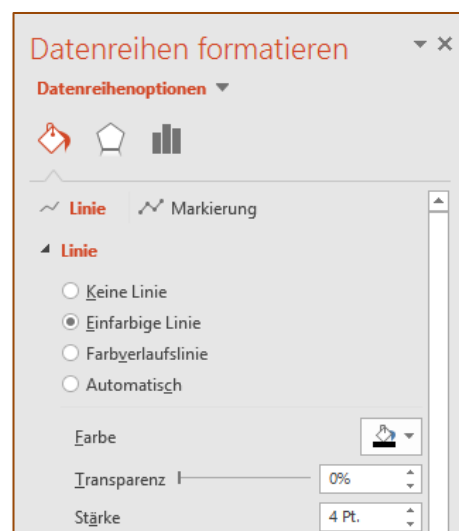 Datenreihen formatieren
Datenreihenoptionen
Linie Markierung
Linie
Keine Linie
Einfarbige Linie
Farbverlaufslinie
Automatisch
Farbe
Transparenz 0%
Stärke 4 Pt.